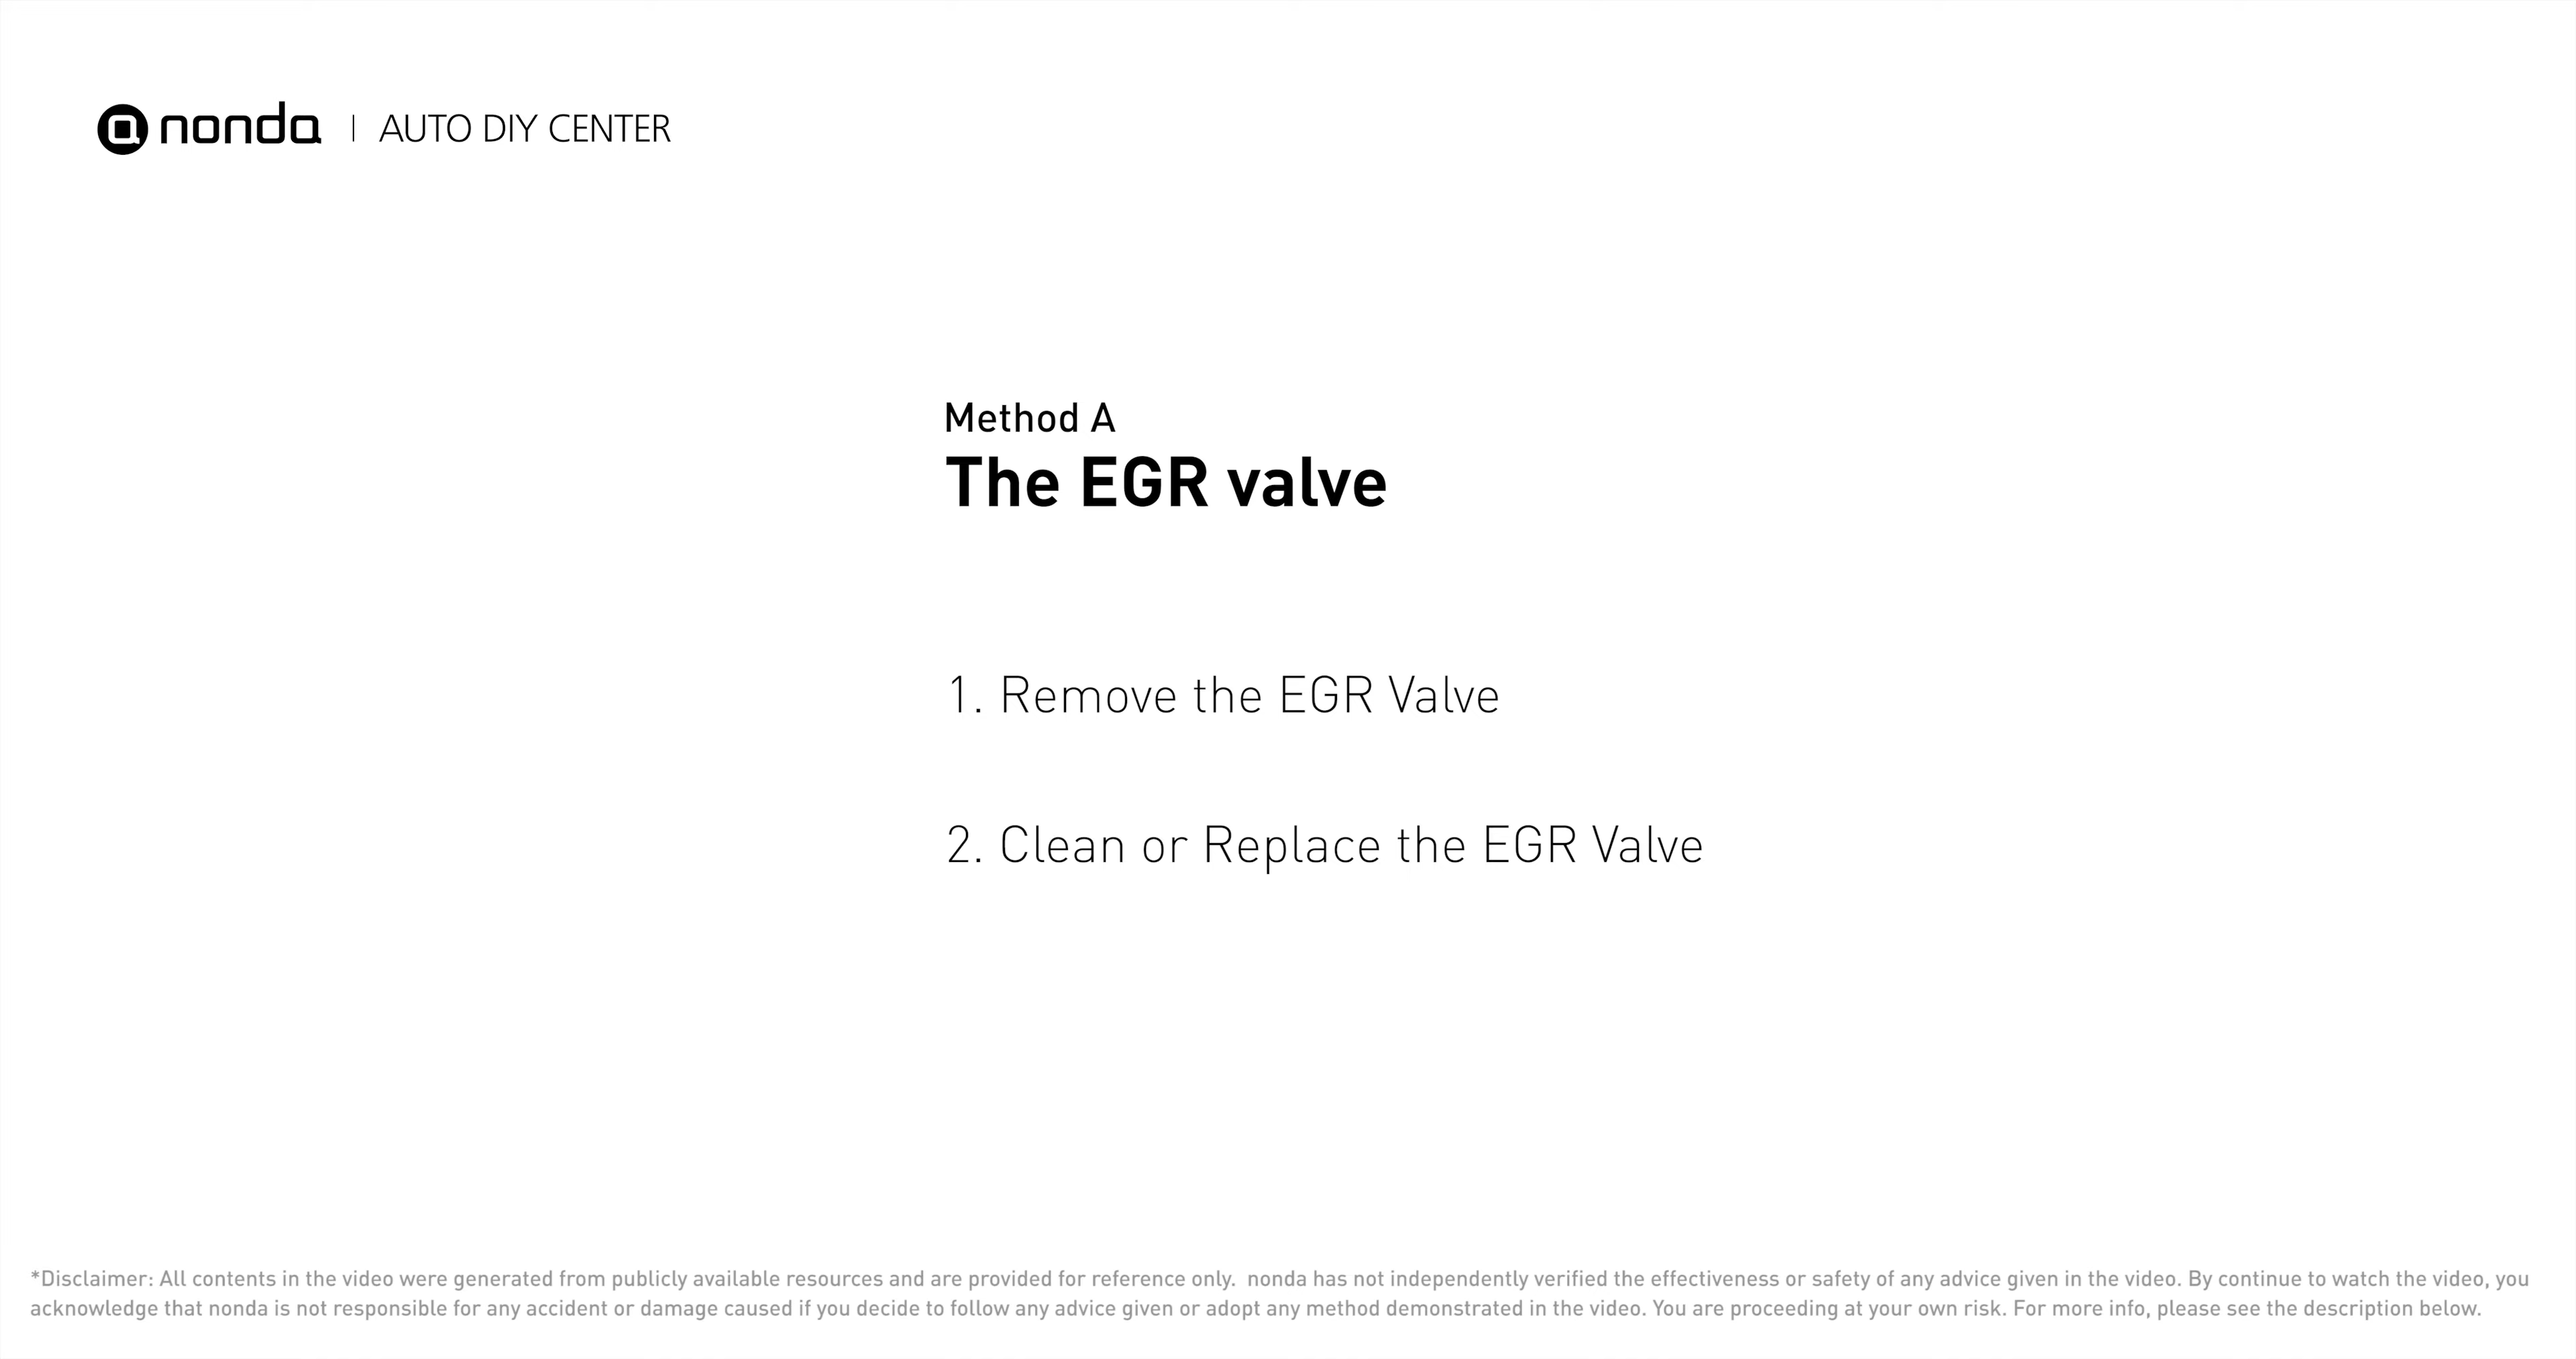 nonda | AUTO DIY CENTER
Method A
The EGR valve
1. Remove the EGR Valve
2. Clean or Replace the EGR Valve
*Disclaimer: All contents in the video were generated from publicly available resources and are provided for reference only.  nonda has not independently verified the effectiveness or safety of any advice given in the video. By continue to watch the video, you
acknowledge that nonda is not responsible for any accident or damage caused if you decide to follow any advice given or adopt any method demonstrated in the video. You are proceeding at your own risk. For more info, please see the description below.